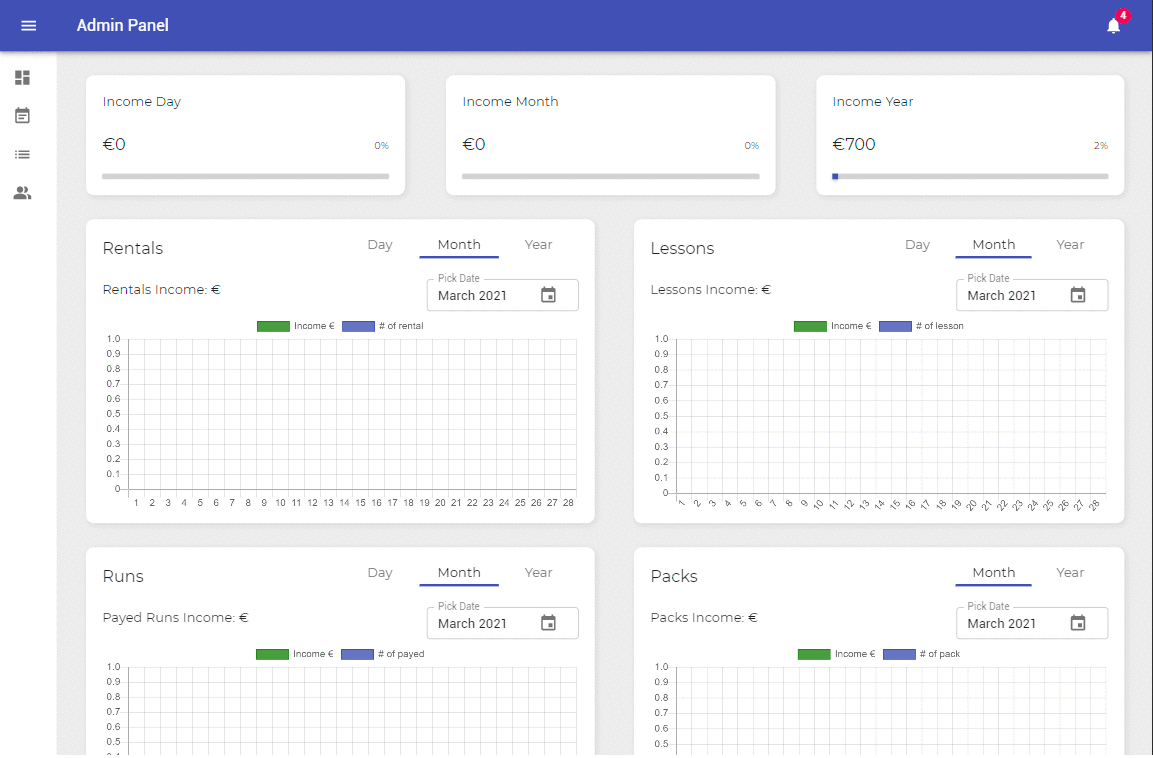 Admin Panel
4
Income Day
€0
0%
Income Month
€0
0%
Income Year
€700
2%
Rentals
Day Month Year
Rentals Income: €
Pick Date
March 2021
Income € # of rental
1.0
0.9
0.8
0.7
0.6
0.5
0.4
0.3
0.2
0.1
0
1 2 3 4 5 6 7 8 9 10 11 12 13 14 15 16 17 18 19 20 21 22 23 24 25 26 27 28
Lessons
Day Month Year
Lessons Income: €
Pick Date
March 2021
Income € # of lesson
1.0
0.9
0.8
0.7
0.6
0.5
0.4
0.3
0.2
0.1
0
1 2 3 4 5 6 7 8 9 10 11 12 13 14 15 16 17 18 19 20 21 22 23 24 25 26 27 28
Runs
Day Month Year
Payed Runs Income: €
Pick Date
March 2021
Income € # of payed
1.0
0.9
0.8
0.7
0.6
0.5
Packs
Month Year
Packs Income: €
Pick Date
March 2021
Income € # of pack
1.0
0.9
0.8
0.7
0.6
0.5